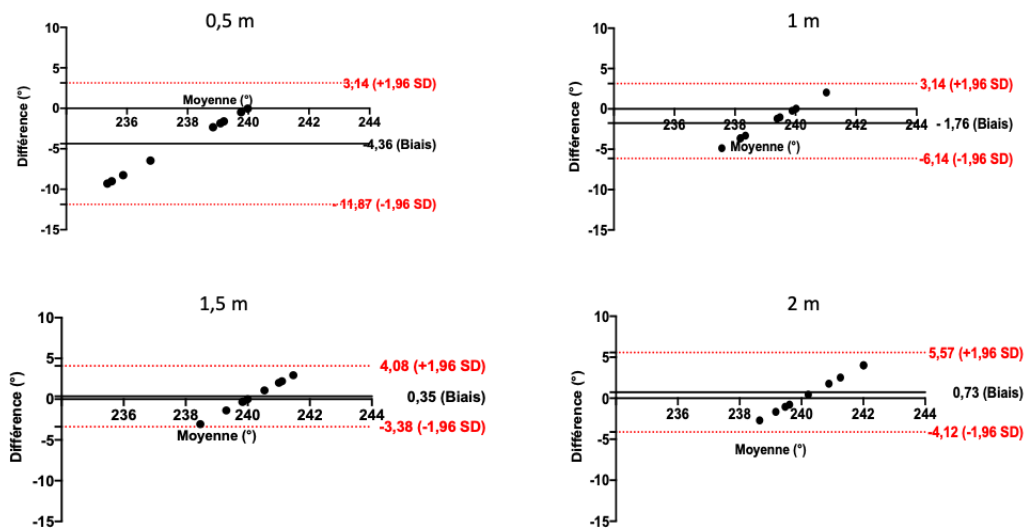 0,5 m
Différence (°)
10
5
0
-5
-10
-15
3,14 (+1,96 SD)
Moyenne (°)
236 238 240 242 244
-4,36 (Biais)
- 11,87 (-1,96 SD)
1 m
Différence (°)
10
5
0
-5
-10
-15
3,14 (+1,96 SD)
236 238 240 242 244
- 1,76 (Biais)
Moyenne (°)
-6,14 (-1,96 SD)
1,5 m
Différence (°)
10
5
0
-5
-10
-15
4,08 (+1,96 SD)
0,35 (Biais)
236 238 240 242 244
-3,38 (-1,96 SD)
Moyenne (°)
2 m
Différence (°)
10
5
0
-5
-10
-15
5,57 (+1,96 SD)
0,73 (Biais)
236 238 240 242 244
-4,12 (-1,96 SD)
Moyenne (°)